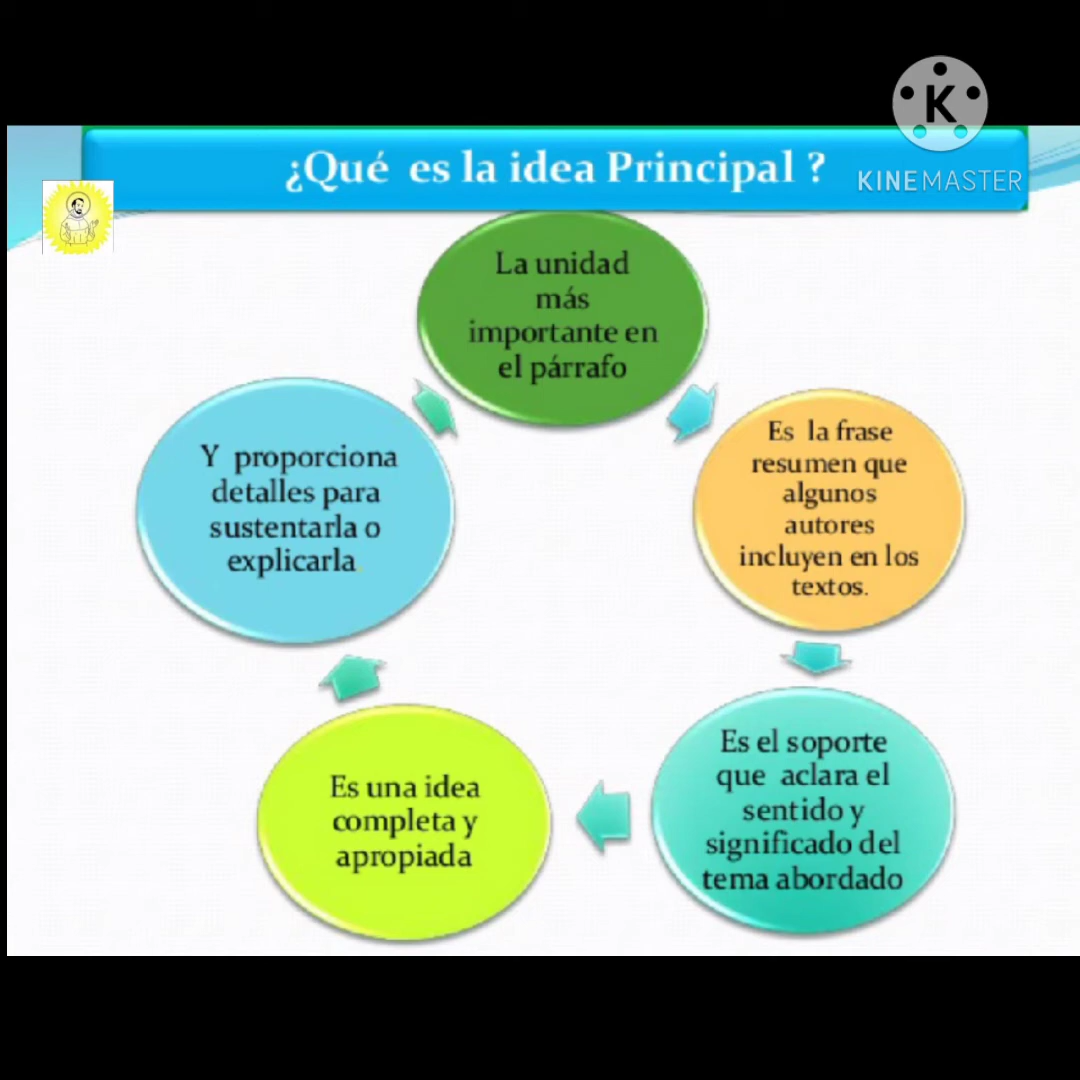 ¿Qué es la idea Principal ?
K
KINEMASTER
La unidad
más
importante en
el párrafo
Es la frase
resumen que
algunos
autores
incluyen en los
textos.
Es el soporte
que aclara el
sentido y
significado del
tema abordado
Es una idea
completa y
apropiada
Y proporciona
detalles para
sustentarla o
explicarla.